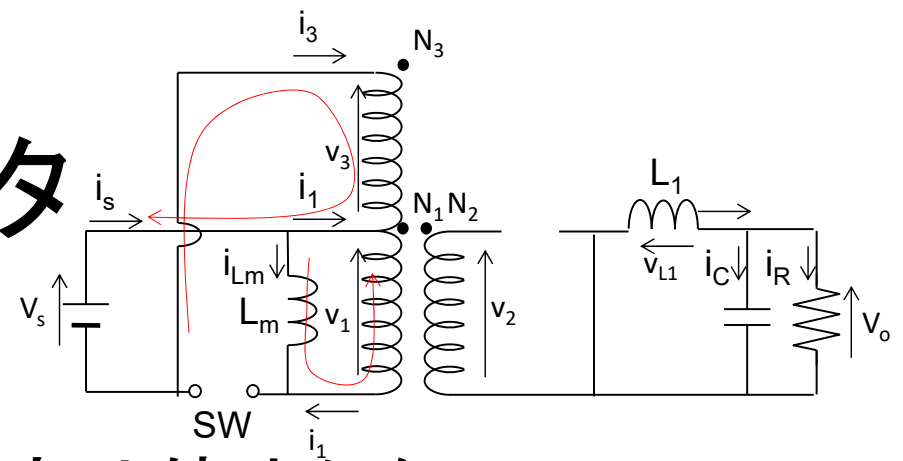 i3
N3
タ
v3
is
i1
N1 N2
L1
iLm
vL1
iC
iR
Vs
Lm
v1
v2
Vo
SW
i1